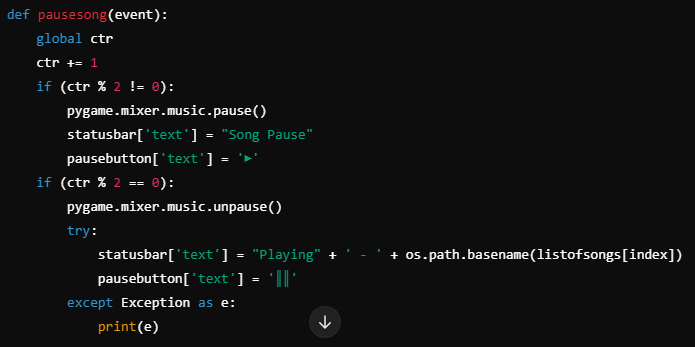 def pausesong(event):
    global ctr
    ctr += 1
    if (ctr % 2 != 0):
        pygame.mixer.music.pause()
        statusbar['text'] = "Song Pause"
        pausebutton['text'] = '►'
    if (ctr % 2 == 0):
        pygame.mixer.music.unpause()
        try:
            statusbar['text'] = "Playing" + ' - ' + os.path.basename(listofsongs[index])
            pausebutton['text'] = '║║'
        except Exception as e:
            print(e)